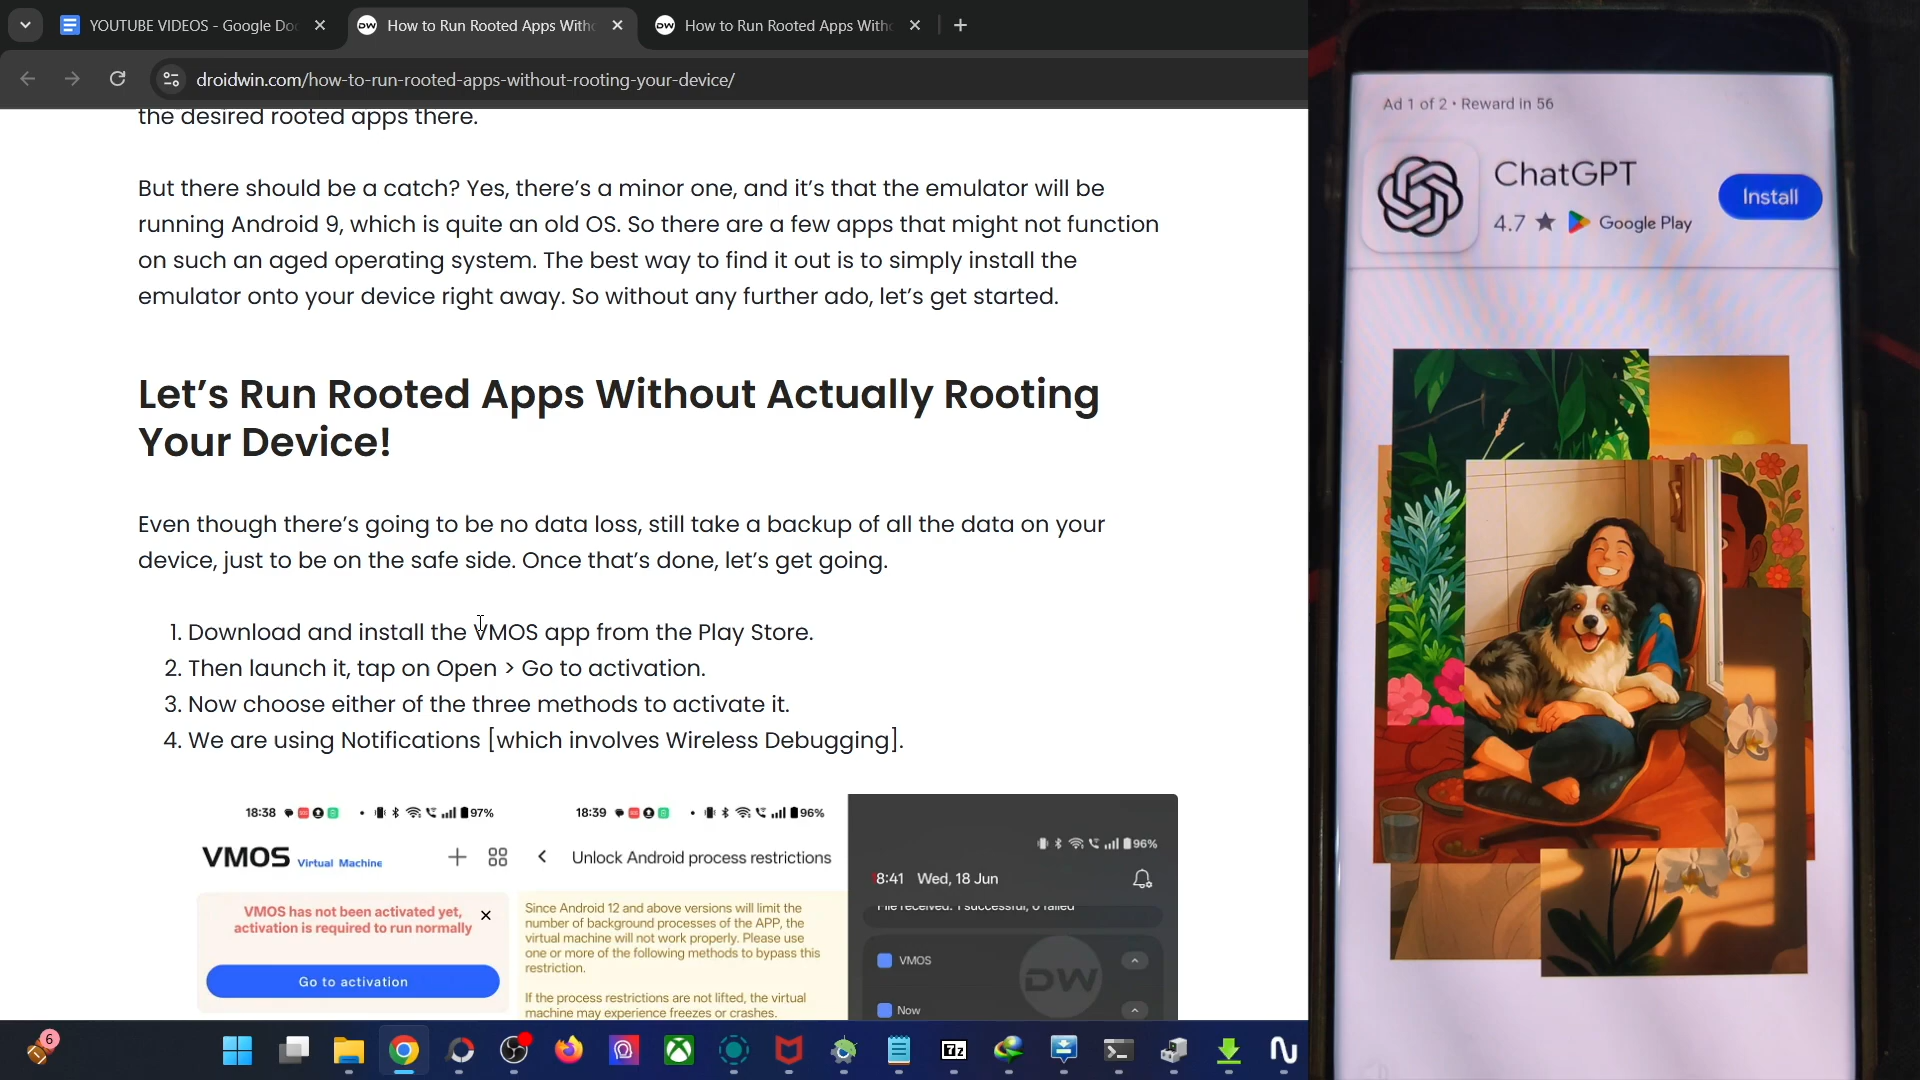 YOUTUBE VIDEOS - Google Do
How to Run Rooted Apps With
How to Run Rooted Apps With
droidwin.com/how-to-run-rooted-apps-without-rooting-your-device/
the desired rooted apps there.
But there should be a catch? Yes, there’s a minor one, and it’s that the emulator will be
running Android 9, which is quite an old OS. So there are a few apps that might not function
on such an aged operating system. The best way to find it out is to simply install the
emulator onto your device right away. So without any further ado, let’s get started.
Let’s Run Rooted Apps Without Actually Rooting
Your Device!
Even though there’s going to be no data loss, still take a backup of all the data on your
device, just to be on the safe side. Once that’s done, let’s get going.
1. Download and install the VMOS app from the Play Store.
2. Then launch it, tap on Open > Go to activation.
3. Now choose either of the three methods to activate it.
4. We are using Notifications [which involves Wireless Debugging].
18:38 97%
VMOS Virtual Machine
VMOS has not been activated yet,
activation is required to run normally
Go to activation
18:39 96%
Unlock Android process restrictions
Since Android 12 and above versions will limit the
number of background processes of the APP, the
virtual machine will not work properly. Please use
one or more of the following methods to bypass this
restriction.
If the process restrictions are not lifted, the virtual
machine may experience freezes or crashes.
96%
8:41 Wed, 18 Jun
File received: 1 successful, 0 failed
VMOS
DW
Now
6
7z
Ad 1 of 2 • Reward in 56
ChatGPT
4.7 ★ Google Play
Install